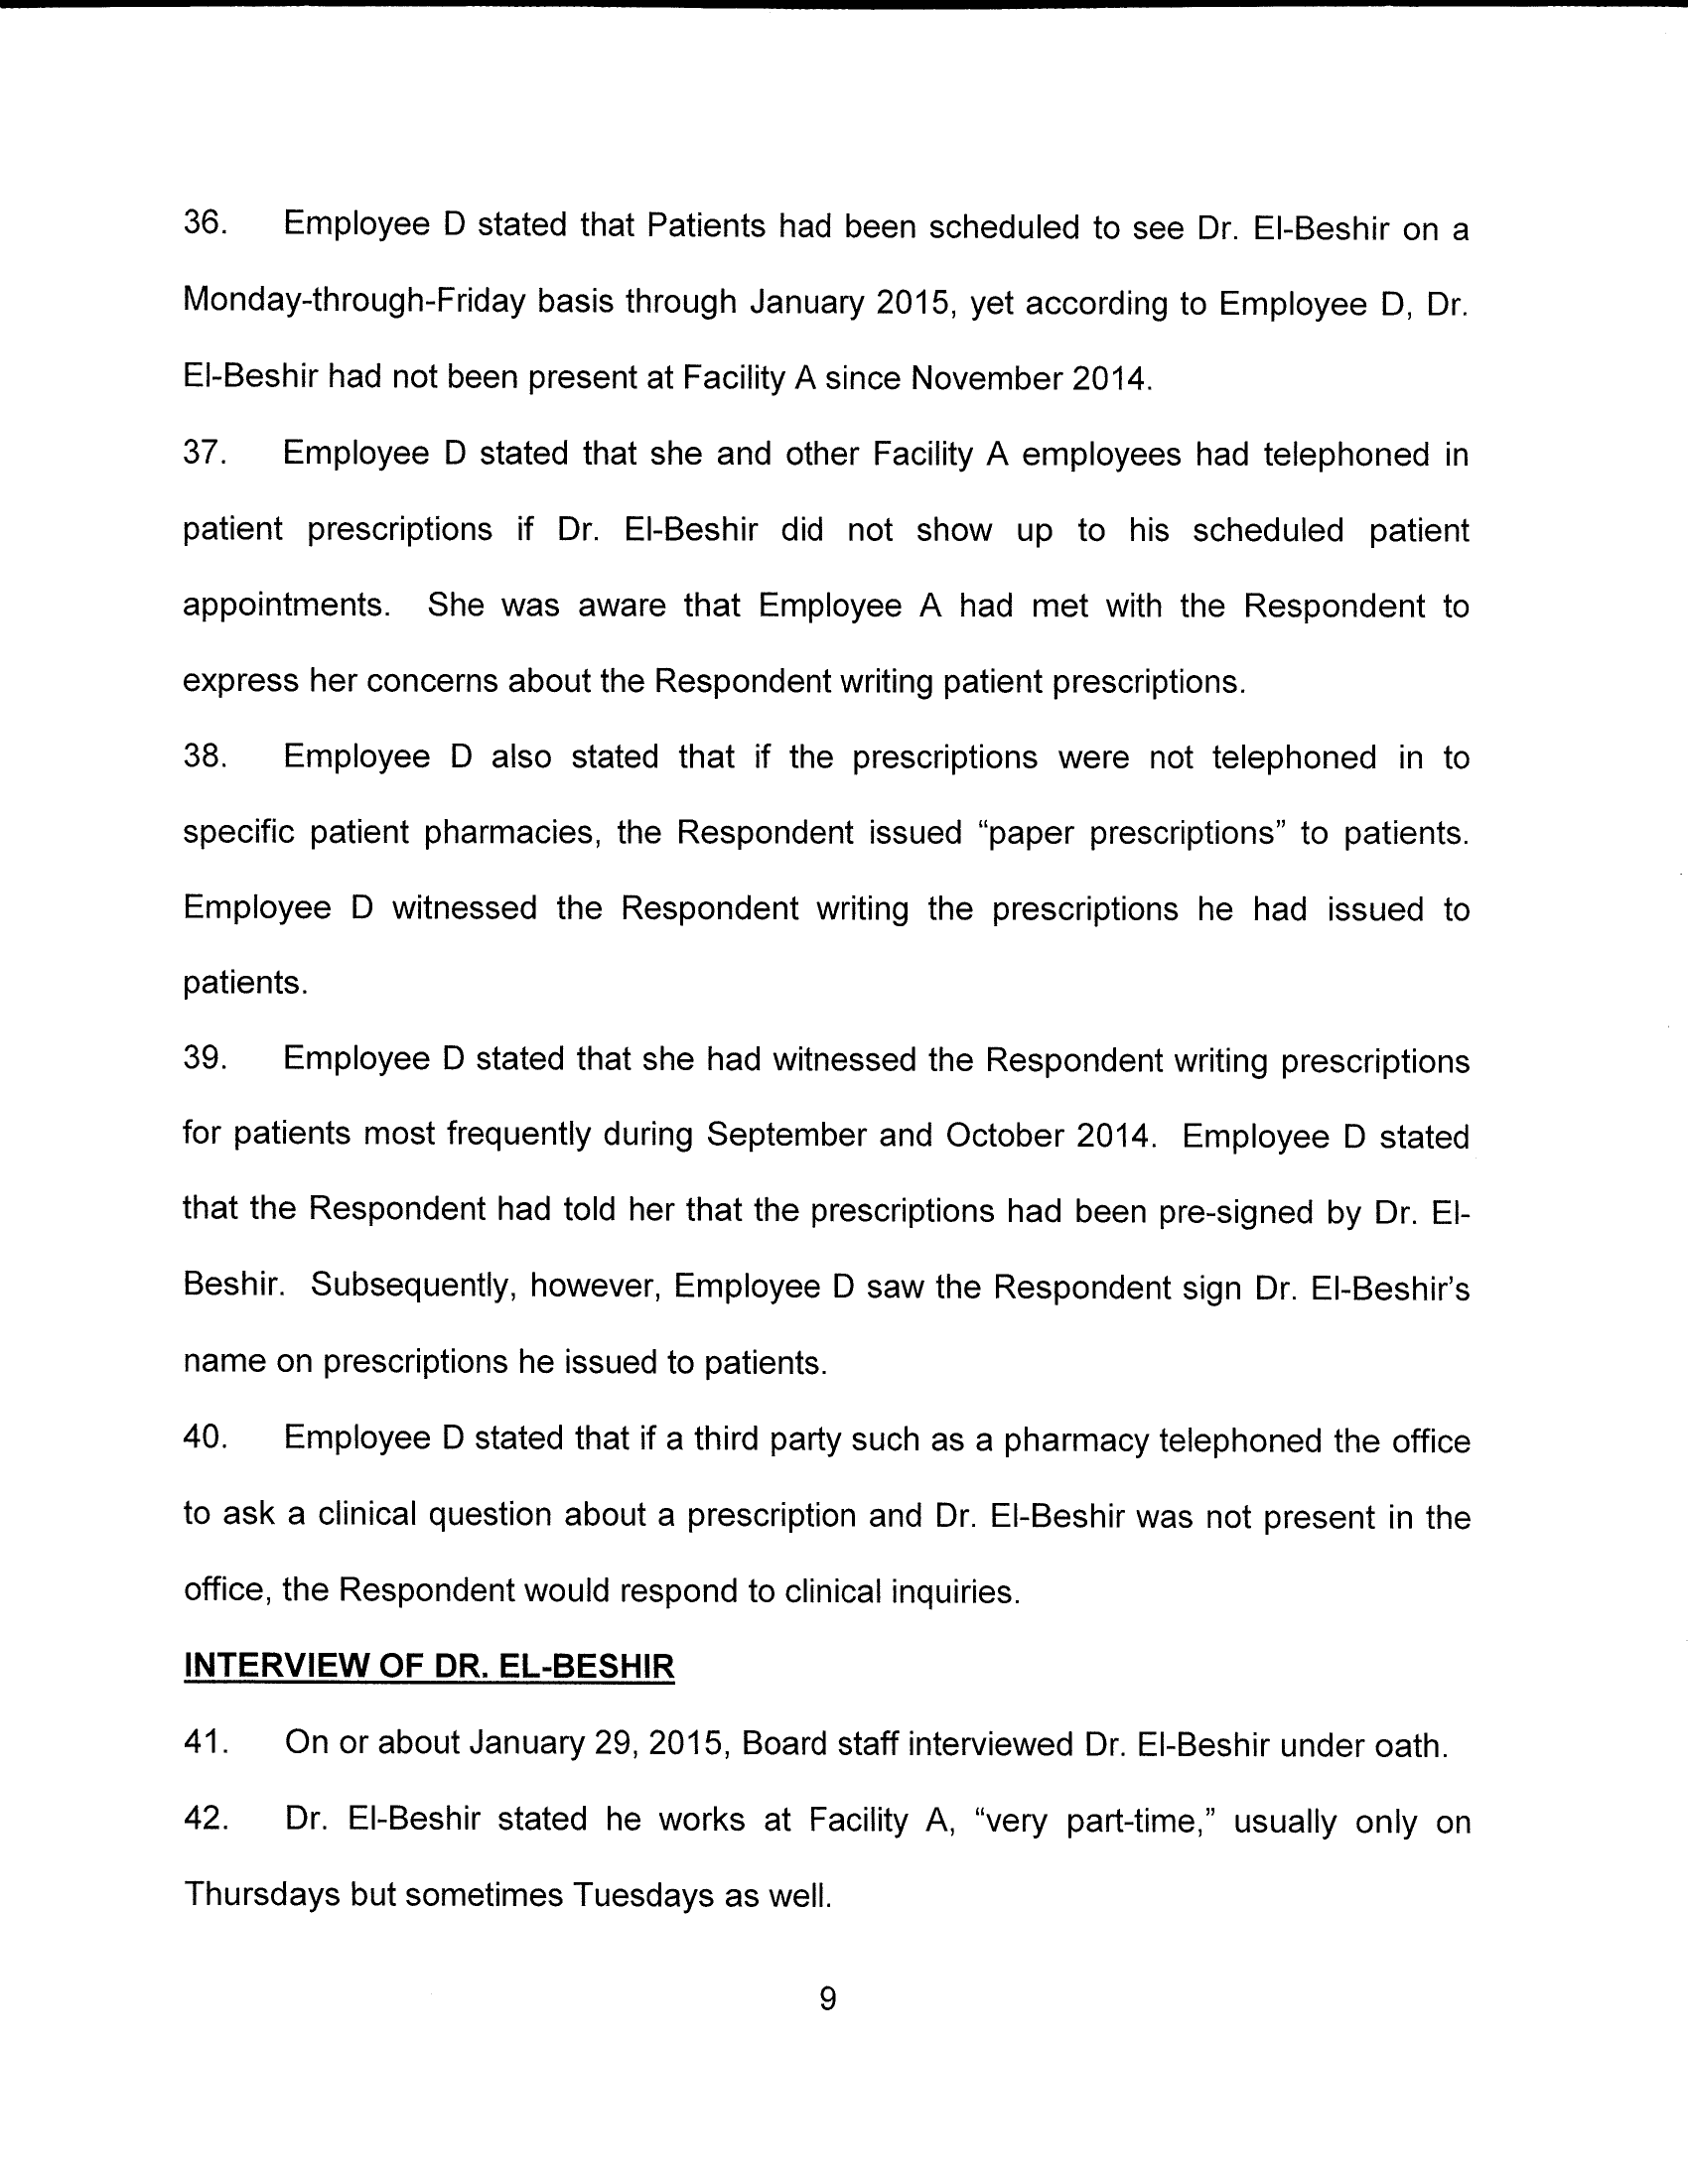 36. Employee D stated that Patients had been scheduled to see Dr. El-Beshir on a
Monday-through-Friday basis through January 2015, yet according to Employee D, Dr.
El-Beshir had not been present at Facility A since November 2014.
37. Employee D stated that she and other Facility A employees had telephoned in
patient prescriptions if Dr. El-Beshir did not show up to his scheduled patient
appointments. She was aware that Employee A had met with the Respondent to
express her concerns about the Respondent writing patient prescriptions.
38. Employee D also stated that if the prescriptions were not telephoned in to
specific patient pharmacies, the Respondent issued “paper prescriptions” to patients.
Employee D witnessed the Respondent writing the prescriptions he had issued to
patients.
39. Employee D stated that she had witnessed the Respondent writing prescriptions
for patients most frequently during September and October 2014. Employee D stated
that the Respondent had told her that the prescriptions had been pre-signed by Dr. El-
Beshir. Subsequently, however, Employee D saw the Respondent sign Dr. El-Beshir’s
name on prescriptions he issued to patients.
40. Employee D stated that if a third party such as a pharmacy telephoned the office
to ask a clinical question about a prescription and Dr. El-Beshir was not present in the
office, the Respondent would respond to clinical inquiries.
INTERVIEW OF DR. EL-BESHIR
41. On or about January 29, 2015, Board staff interviewed Dr. El-Beshir under oath.
42. Dr. El-Beshir stated he works at Facility A, “very part-time,” usually only on
Thursdays but sometimes Tuesdays as well.
9